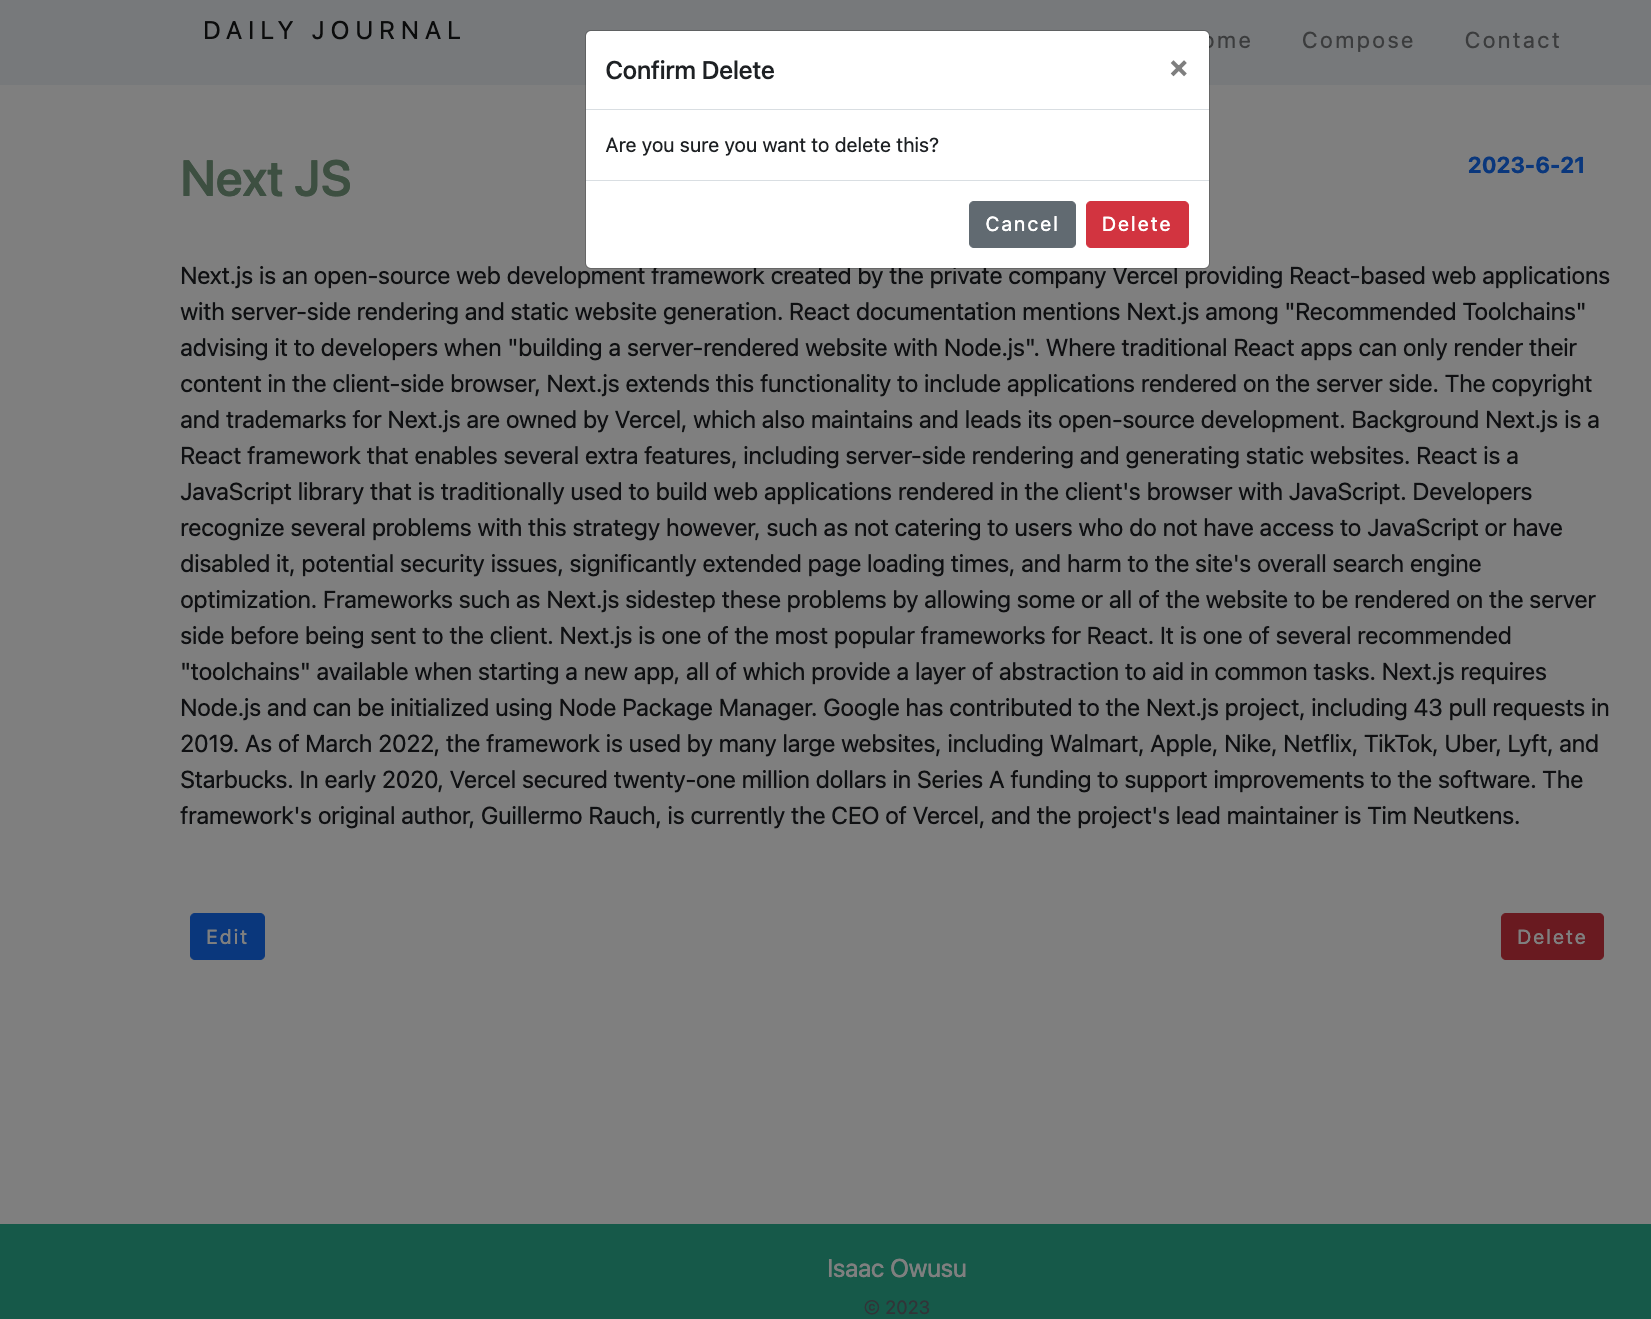 DAILY JOURNAL
Compose
Contact
Confirm Delete
×
Are you sure you want to delete this?
Cancel
Delete
Next JS
2023-6-21
Next.js is an open-source web development framework created by the private company Vercel providing React-based web applications
with server-side rendering and static website generation. React documentation mentions Next.js among "Recommended Toolchains"
advising it to developers when "building a server-rendered website with Node.js". Where traditional React apps can only render their
content in the client-side browser, Next.js extends this functionality to include applications rendered on the server side. The copyright
and trademarks for Next.js are owned by Vercel, which also maintains and leads its open-source development. Background Next.js is a
React framework that enables several extra features, including server-side rendering and generating static websites. React is a
JavaScript library that is traditionally used to build web applications rendered in the client's browser with JavaScript. Developers
recognize several problems with this strategy however, such as not catering to users who do not have access to JavaScript or have
disabled it, potential security issues, significantly extended page loading times, and harm to the site's overall search engine
optimization. Frameworks such as Next.js sidestep these problems by allowing some or all of the website to be rendered on the server
side before being sent to the client. Next.js is one of the most popular frameworks for React. It is one of several recommended
"toolchains" available when starting a new app, all of which provide a layer of abstraction to aid in common tasks. Next.js requires
Node.js and can be initialized using Node Package Manager. Google has contributed to the Next.js project, including 43 pull requests in
2019. As of March 2022, the framework is used by many large websites, including Walmart, Apple, Nike, Netflix, TikTok, Uber, Lyft, and
Starbucks. In early 2020, Vercel secured twenty-one million dollars in Series A funding to support improvements to the software. The
framework's original author, Guillermo Rauch, is currently the CEO of Vercel, and the project's lead maintainer is Tim Neutkens.
Edit
Delete
Isaac Owusu
© 2023